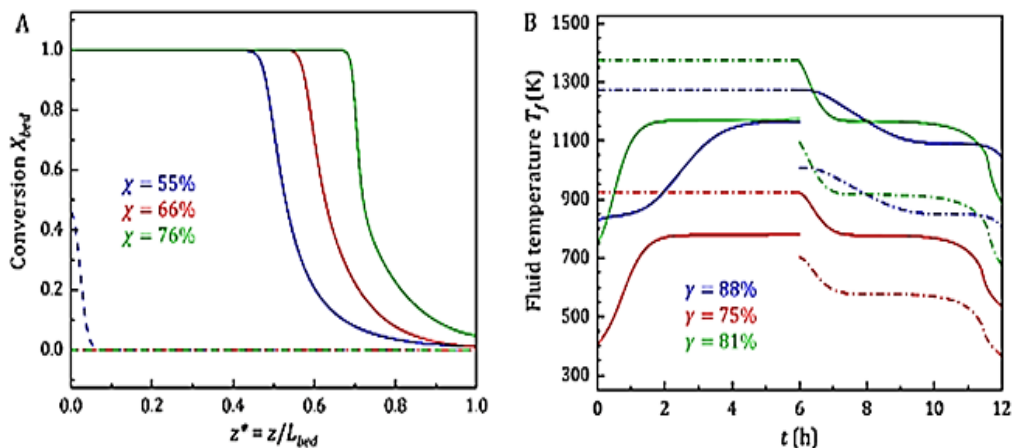 A
Conversion X_bed
1.0
0.8
0.6
0.4
0.2
0.0
χ = 55%
χ = 66%
χ = 76%
0.0 0.2 0.4 0.6 0.8 1.0
z* = z/L_bed
B
Fluid temperature T_f (K)
1500
1300
1100
900
700
500
300
γ = 88%
γ = 75%
γ = 81%
0 2 4 6 8 10 12
t (h)